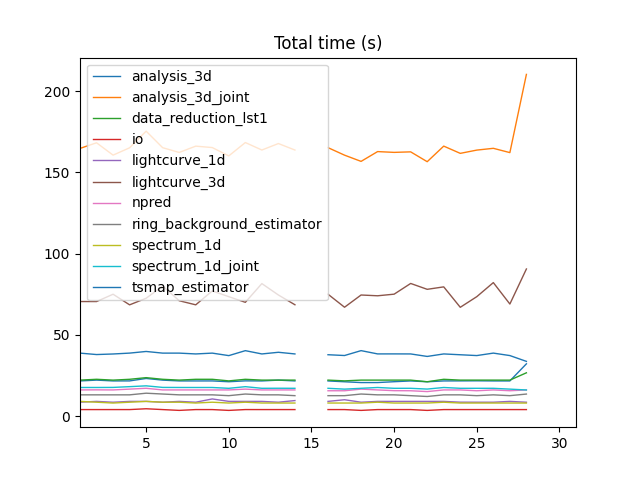 Total time (s)
analysis_3d
analysis_3d_joint
data_reduction_lst1
io
lightcurve_1d
lightcurve_3d
npred
ring_background_estimator
spectrum_1d
spectrum_1d_joint
tsmap_estimator
200
150
100
50
0
5 10 15 20 25 30